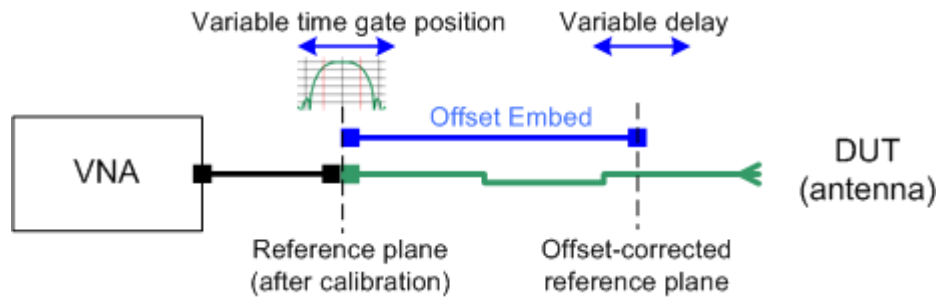 Variable time gate position
Variable delay
Offset Embed
VNA
DUT
(antenna)
Reference plane
(after calibration)
Offset-corrected
reference plane